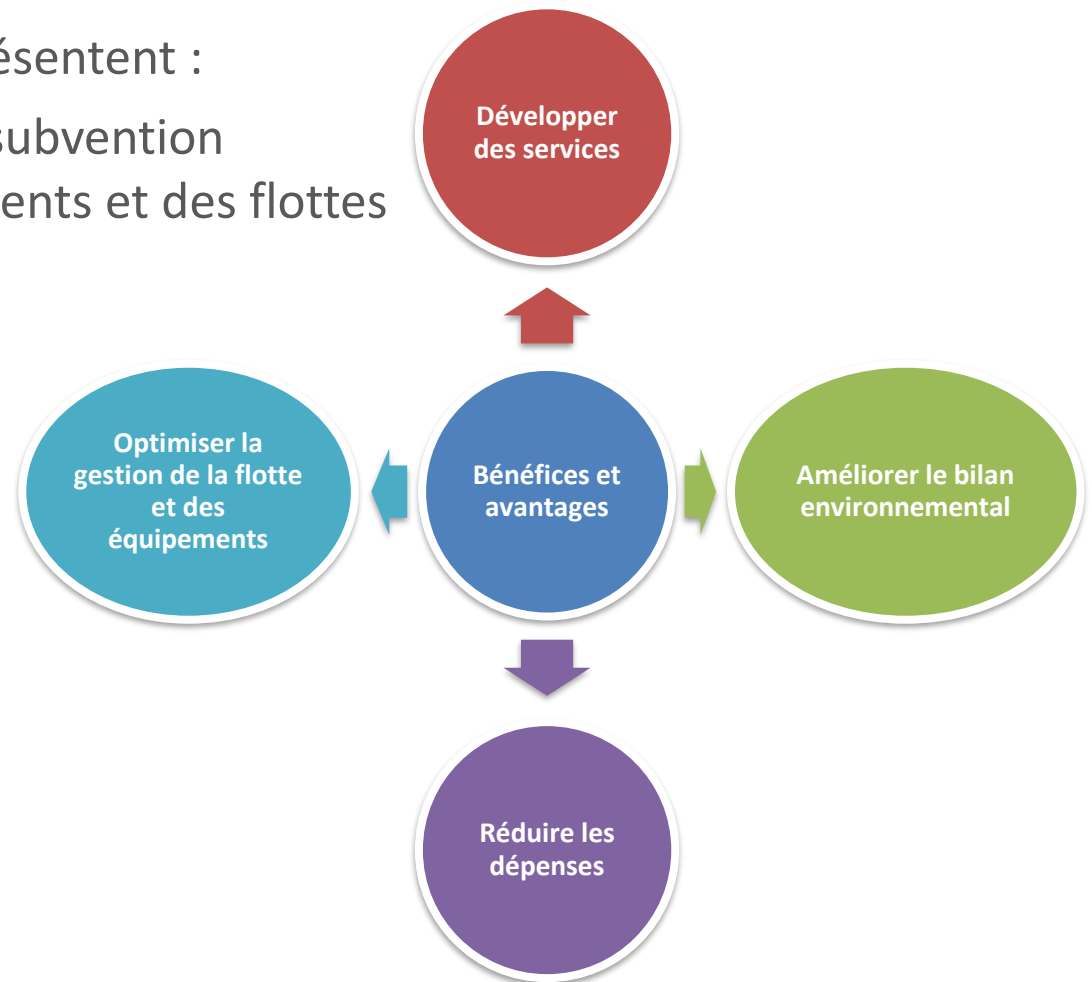 ésentent :
subvention
ents et des flottes
Développer
des services
Optimiser la
gestion de la flotte
et des
équipements
Bénéfices et
avantages
Améliorer le bilan
environnemental
Réduire les
dépenses